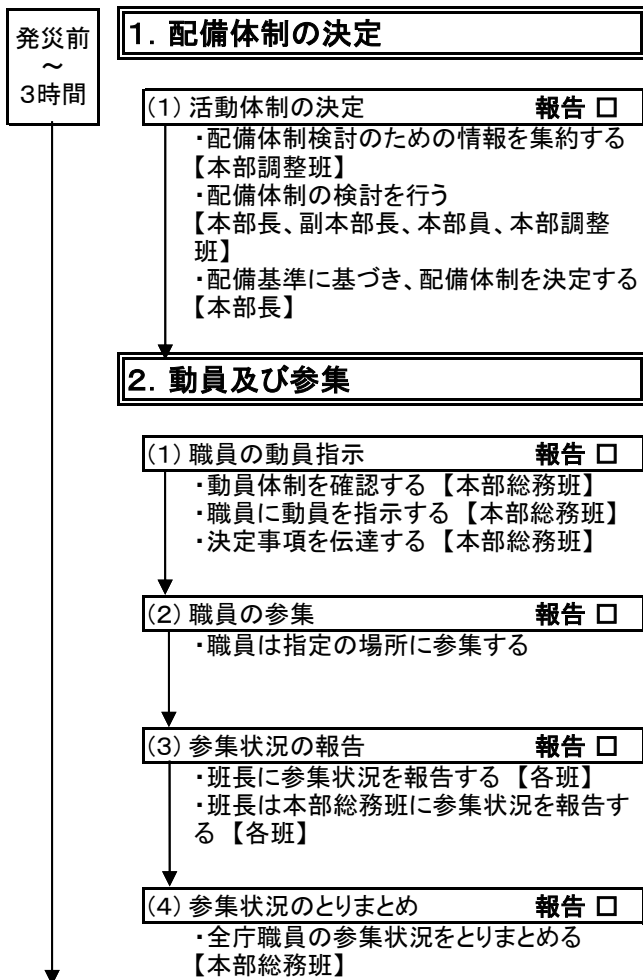 発災前
～
3時間
1．配備体制の決定
(1) 活動体制の決定 報告 □
・配備体制検討のための情報を集約する
【本部調整班】
・配備体制の検討を行う
【本部長、副本部長、本部員、本部調整
班】
・配備基準に基づき、配備体制を決定する
【本部長】
2．動員及び参集
(1) 職員の動員指示 報告 □
・動員体制を確認する 【本部総務班】
・職員に動員を指示する 【本部総務班】
・決定事項を伝達する 【本部総務班】
(2) 職員の参集 報告 □
・職員は指定の場所に参集する
(3) 参集状況の報告 報告 □
・班長に参集状況を報告する 【各班】
・班長は本部総務班に参集状況を報告す
る 【各班】
(4) 参集状況のとりまとめ 報告 □
・全庁職員の参集状況をとりまとめる
【本部総務班】